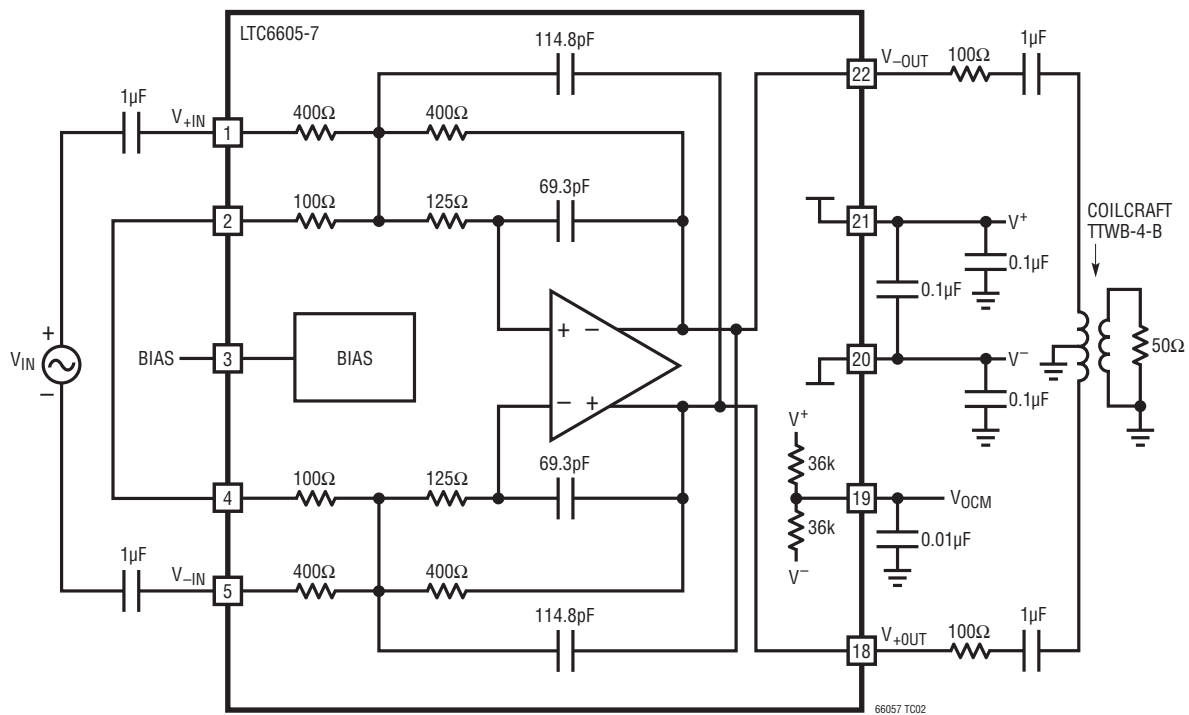 LTC6605-7
114.8pF
1µF
V+IN
1
400Ω
400Ω
22
V–OUT
100Ω
1µF
2
100Ω
125Ω
69.3pF
21
V+
0.1µF
0.1µF
COILCRAFT
TTWB-4-B
+
VIN
–
BIAS
3
BIAS
+
–
–
+
20
V–
0.1µF
50Ω
V+
36k
36k
V–
19
VOCM
0.01µF
4
100Ω
125Ω
69.3pF
1µF
V–IN
5
400Ω
400Ω
114.8pF
18
V+OUT
100Ω
1µF
66057 TC02